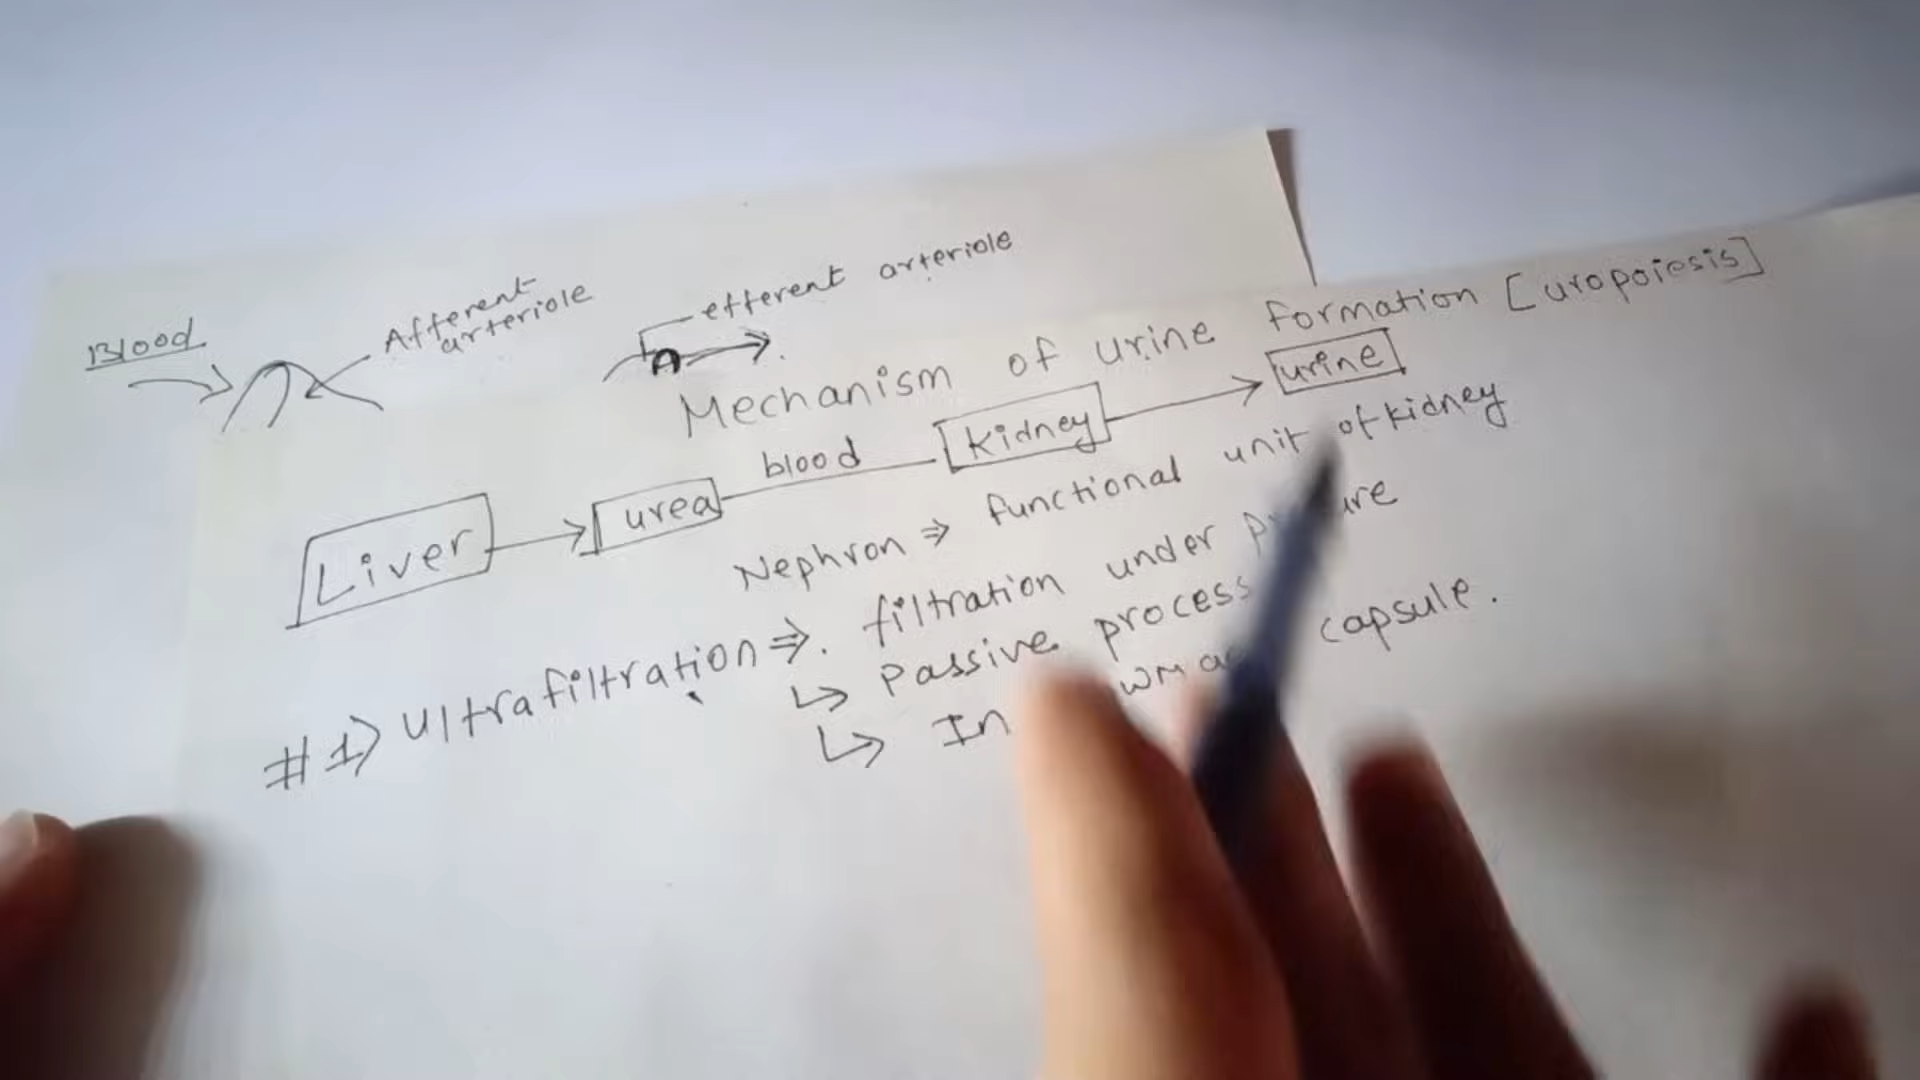 Blood
Afferent
arteriole
efferent arteriole
Mechanism of urine formation [uropoiesis]
Liver
urea
blood
kidney
urine
Nephron ⇒ functional unit of kidney
#1) Ultrafiltration ⇒. filtration under
↳ Passive process
↳ In capsule.